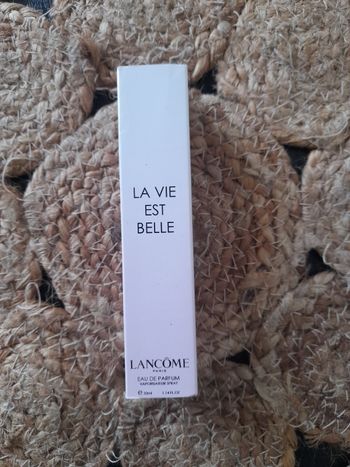 LA VIE
EST
BELLE
LANCÔME
PARIS
EAU DE PARFUM
VAPORISATEUR SPRAY